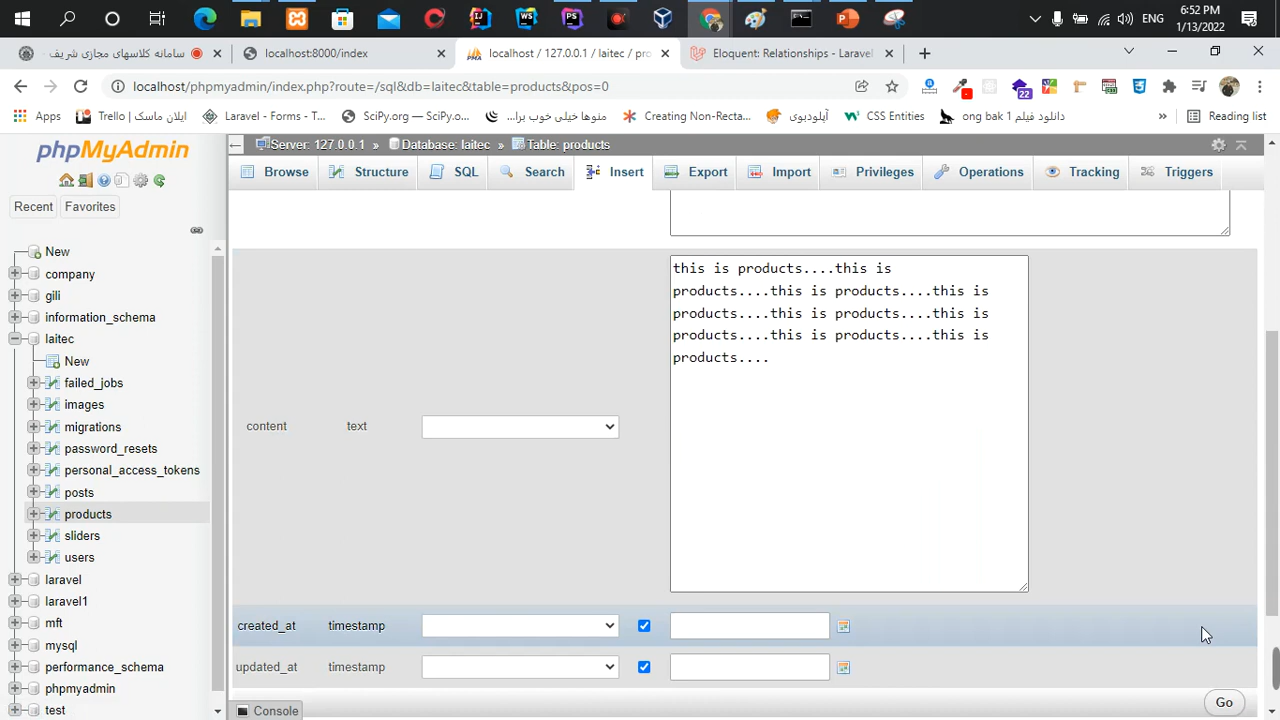 6:52 PM
ENG
1/13/2022
سامانه کلاسهای مجازی شریف
localhost:8000/index
localhost / 127.0.0.1 / laitec / pro
Eloquent: Relationships - Laravel
localhost/phpmyadmin/index.php?route=/sql&db=laitec&table=products&pos=0
22
Apps
Trello | ایلان ماسک
Laravel - Forms - T...
SciPy.org — SciPy.o...
منوها خیلی خوب برا...
Creating Non-Recta...
آپلودبوی
CSS Entities
دانلود فیلم ong bak 1
»
Reading list
phpMyAdmin
Recent
Favorites
New
company
gili
information_schema
laitec
New
failed_jobs
images
migrations
password_resets
personal_access_tokens
posts
products
sliders
users
laravel
laravel1
mft
mysql
performance_schema
phpmyadmin
test
Server: 127.0.0.1 » Database: laitec » Table: products
Browse
Structure
SQL
Search
Insert
Export
Import
Privileges
Operations
Tracking
Triggers
content
text
this is products....this is
products....this is products....this is
products....this is products....this is
products....this is products....this is
products....
created_at
timestamp
updated_at
timestamp
Console
Go